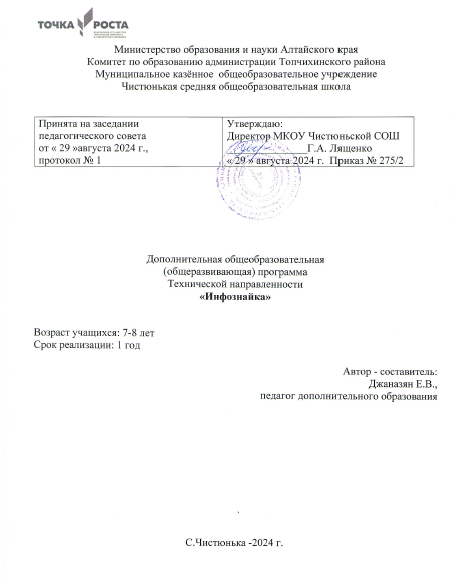 ТОЧКА РОСТА
Министерство образования и науки Алтайского края
Комитет по образованию администрации Топчихинского района
Муниципальное казённое общеобразовательное учреждение
Чистюнькая средняя общеобразовательная школа
Принята на заседании
педагогического совета
от « 29 »августа 2024 г.,
протокол № 1
Утверждаю:
Директор МКОУ Чистюньской СОШ
_______________Г.А. Лященко
« 29 » августа 2024 г. Приказ № 275/2
Дополнительная общеобразовательная
(общеразвивающая) программа
Технической направленности
«Инфознайка»
Возраст учащихся: 7-8 лет
Срок реализации: 1 год
Автор - составитель:
Джаназян Е.В.,
педагог дополнительного образования
С.Чистюнька -2024 г.